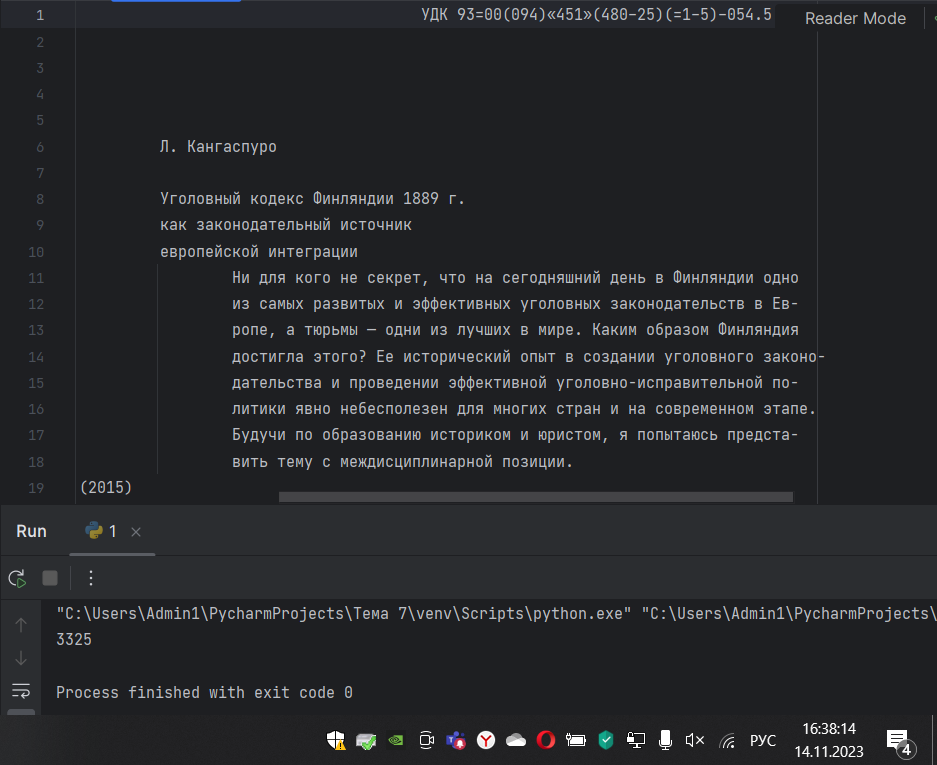 1 УДК 93=00(094)«451»(480-25)(=1-5)-054.5 Reader Mode
2
3
4
5
6 Л. Кангаспуро
7
8 Уголовный кодекс Финляндии 1889 г.
9 как законодательный источник
10 европейской интеграции
11 Ни для кого не секрет, что на сегодняшний день в Финляндии одно
12 из самых развитых и эффективных уголовных законодательств в Ев-
13 ропе, а тюрьмы — одни из лучших в мире. Каким образом Финляндия
14 достигла этого? Ее исторический опыт в создании уголовного законо-
15 дательства и проведении эффективной уголовно-исправительной по-
16 литики явно небесполезен для многих стран и на современном этапе.
17 Будучи по образованию историком и юристом, я попытаюсь предста-
18 вить тему с междисциплинарной позиции.
19 (2015)
Run 1
"C:\Users\Admin1\PycharmProjects\Тема 7\venv\Scripts\python.exe" "C:\Users\Admin1\PycharmProjects\
3325
Process finished with exit code 0
РУС 16:38:14
14.11.2023
4